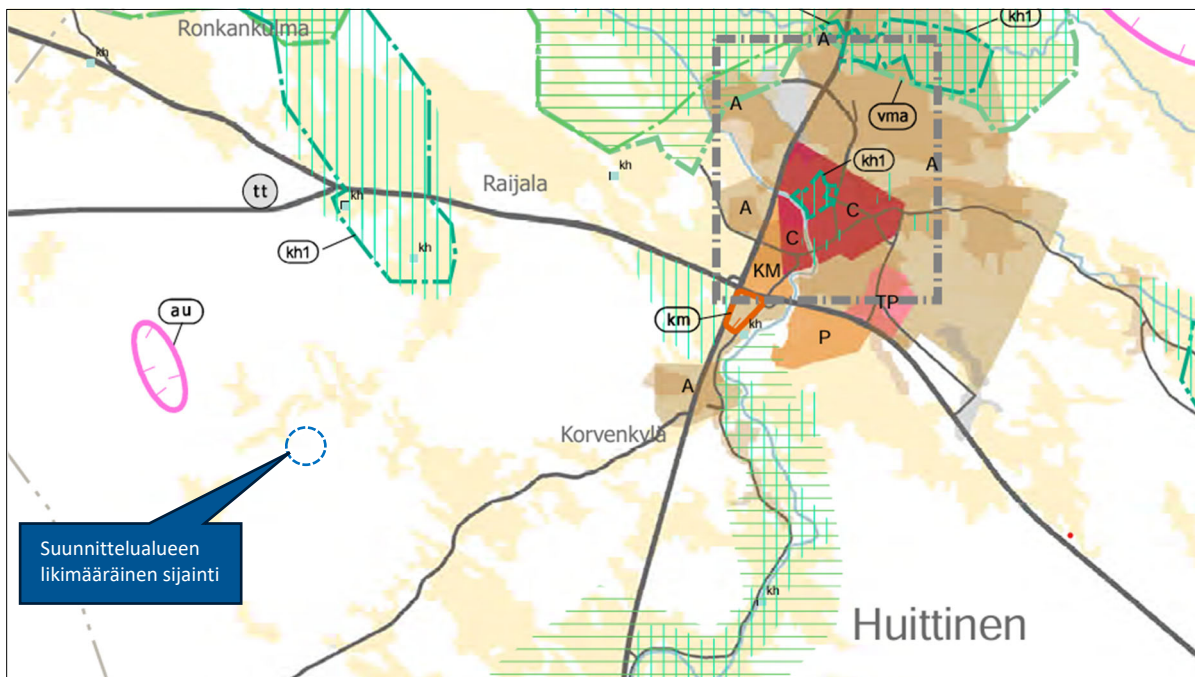 Ronkankulma
kh
kh1
A
A
vma
kh1
A
kh
tt
kh
Raijala
A
C
C
kh1
kh
KM
TP
km
kh
P
au
A
Korvenkylä
Suunnittelualueen
likimääräinen sijainti
kh
Huittinen